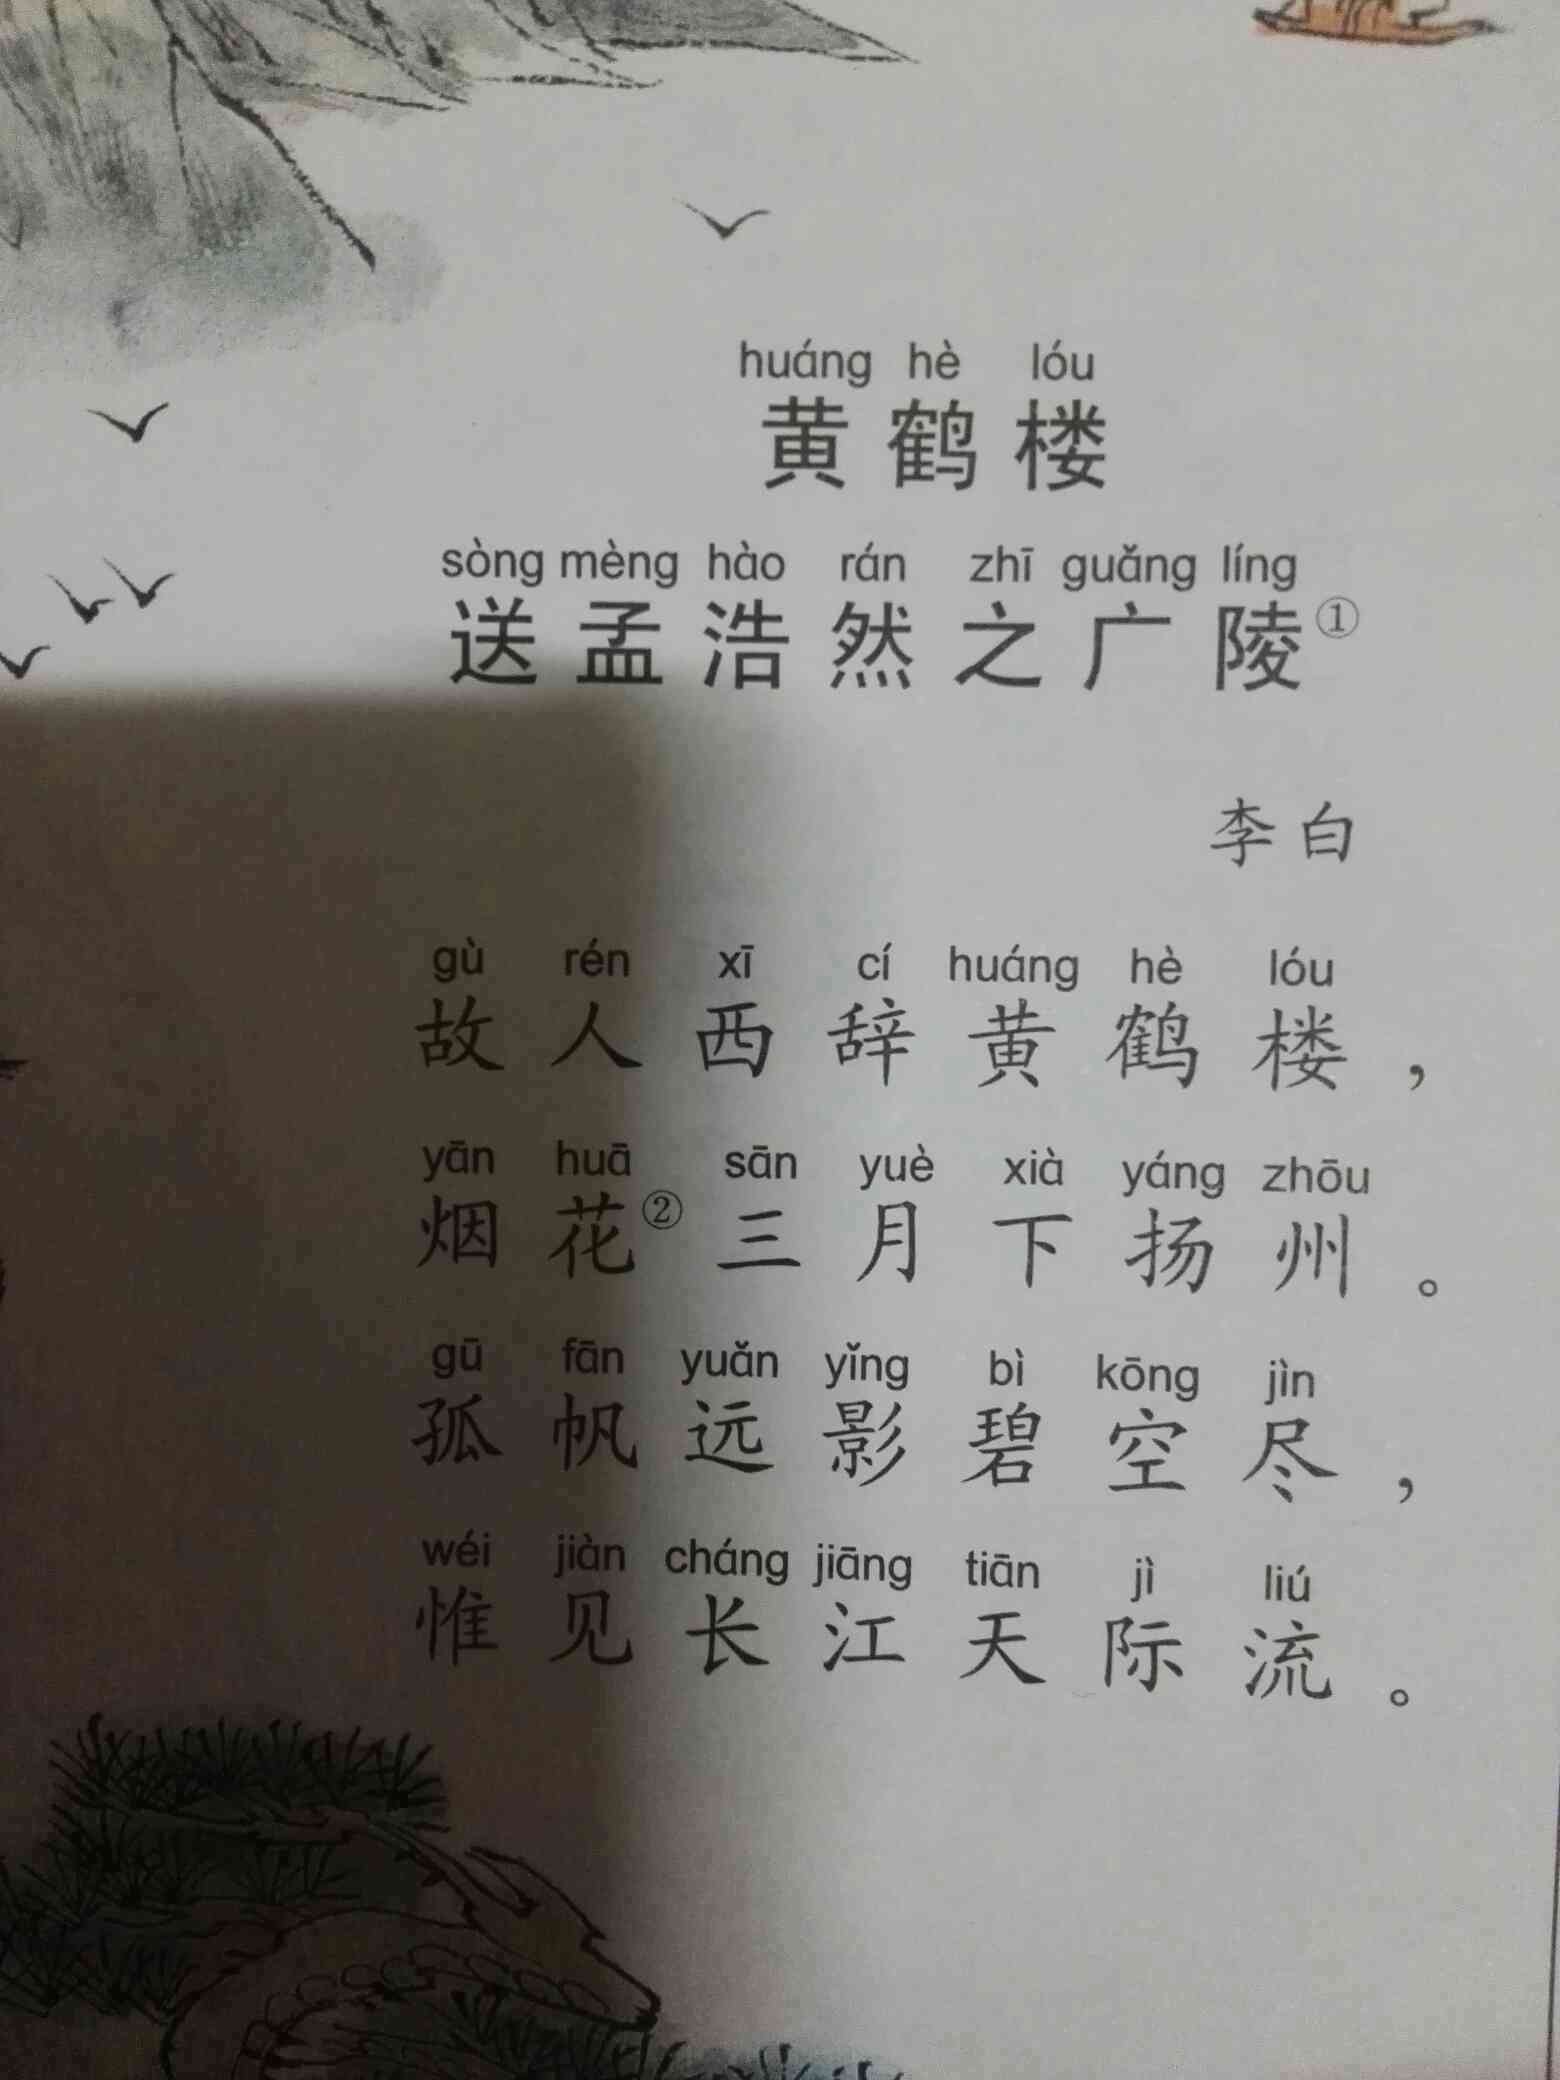 huáng hè lóu
黄鹤楼
sòng mèng hào rán zhī guǎng líng
送孟浩然之广陵①
李白
gù rén xī cí huáng hè lóu
故人西辞黄鹤楼，
yān huā sān yuè xià yáng zhōu
烟花②三月下扬州。
gū fān yuǎn yǐng bì kōng jìn
孤帆远影碧空尽，
wéi jiàn cháng jiāng tiān jì liú
惟见长江天际流。